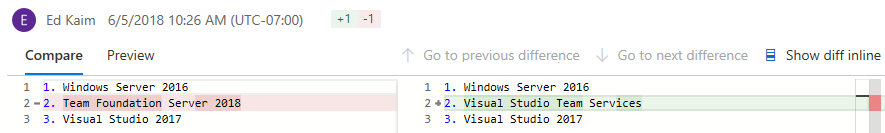 E Ed Kaim 6/5/2018 10:26 AM (UTC-07:00) +1 -1
Compare Preview Go to previous difference Go to next difference Show diff inline
1 1. Windows Server 2016 1 1. Windows Server 2016
2 - 2. Team Foundation Server 2018 2 + 2. Visual Studio Team Services
3 3. Visual Studio 2017 3 3. Visual Studio 2017